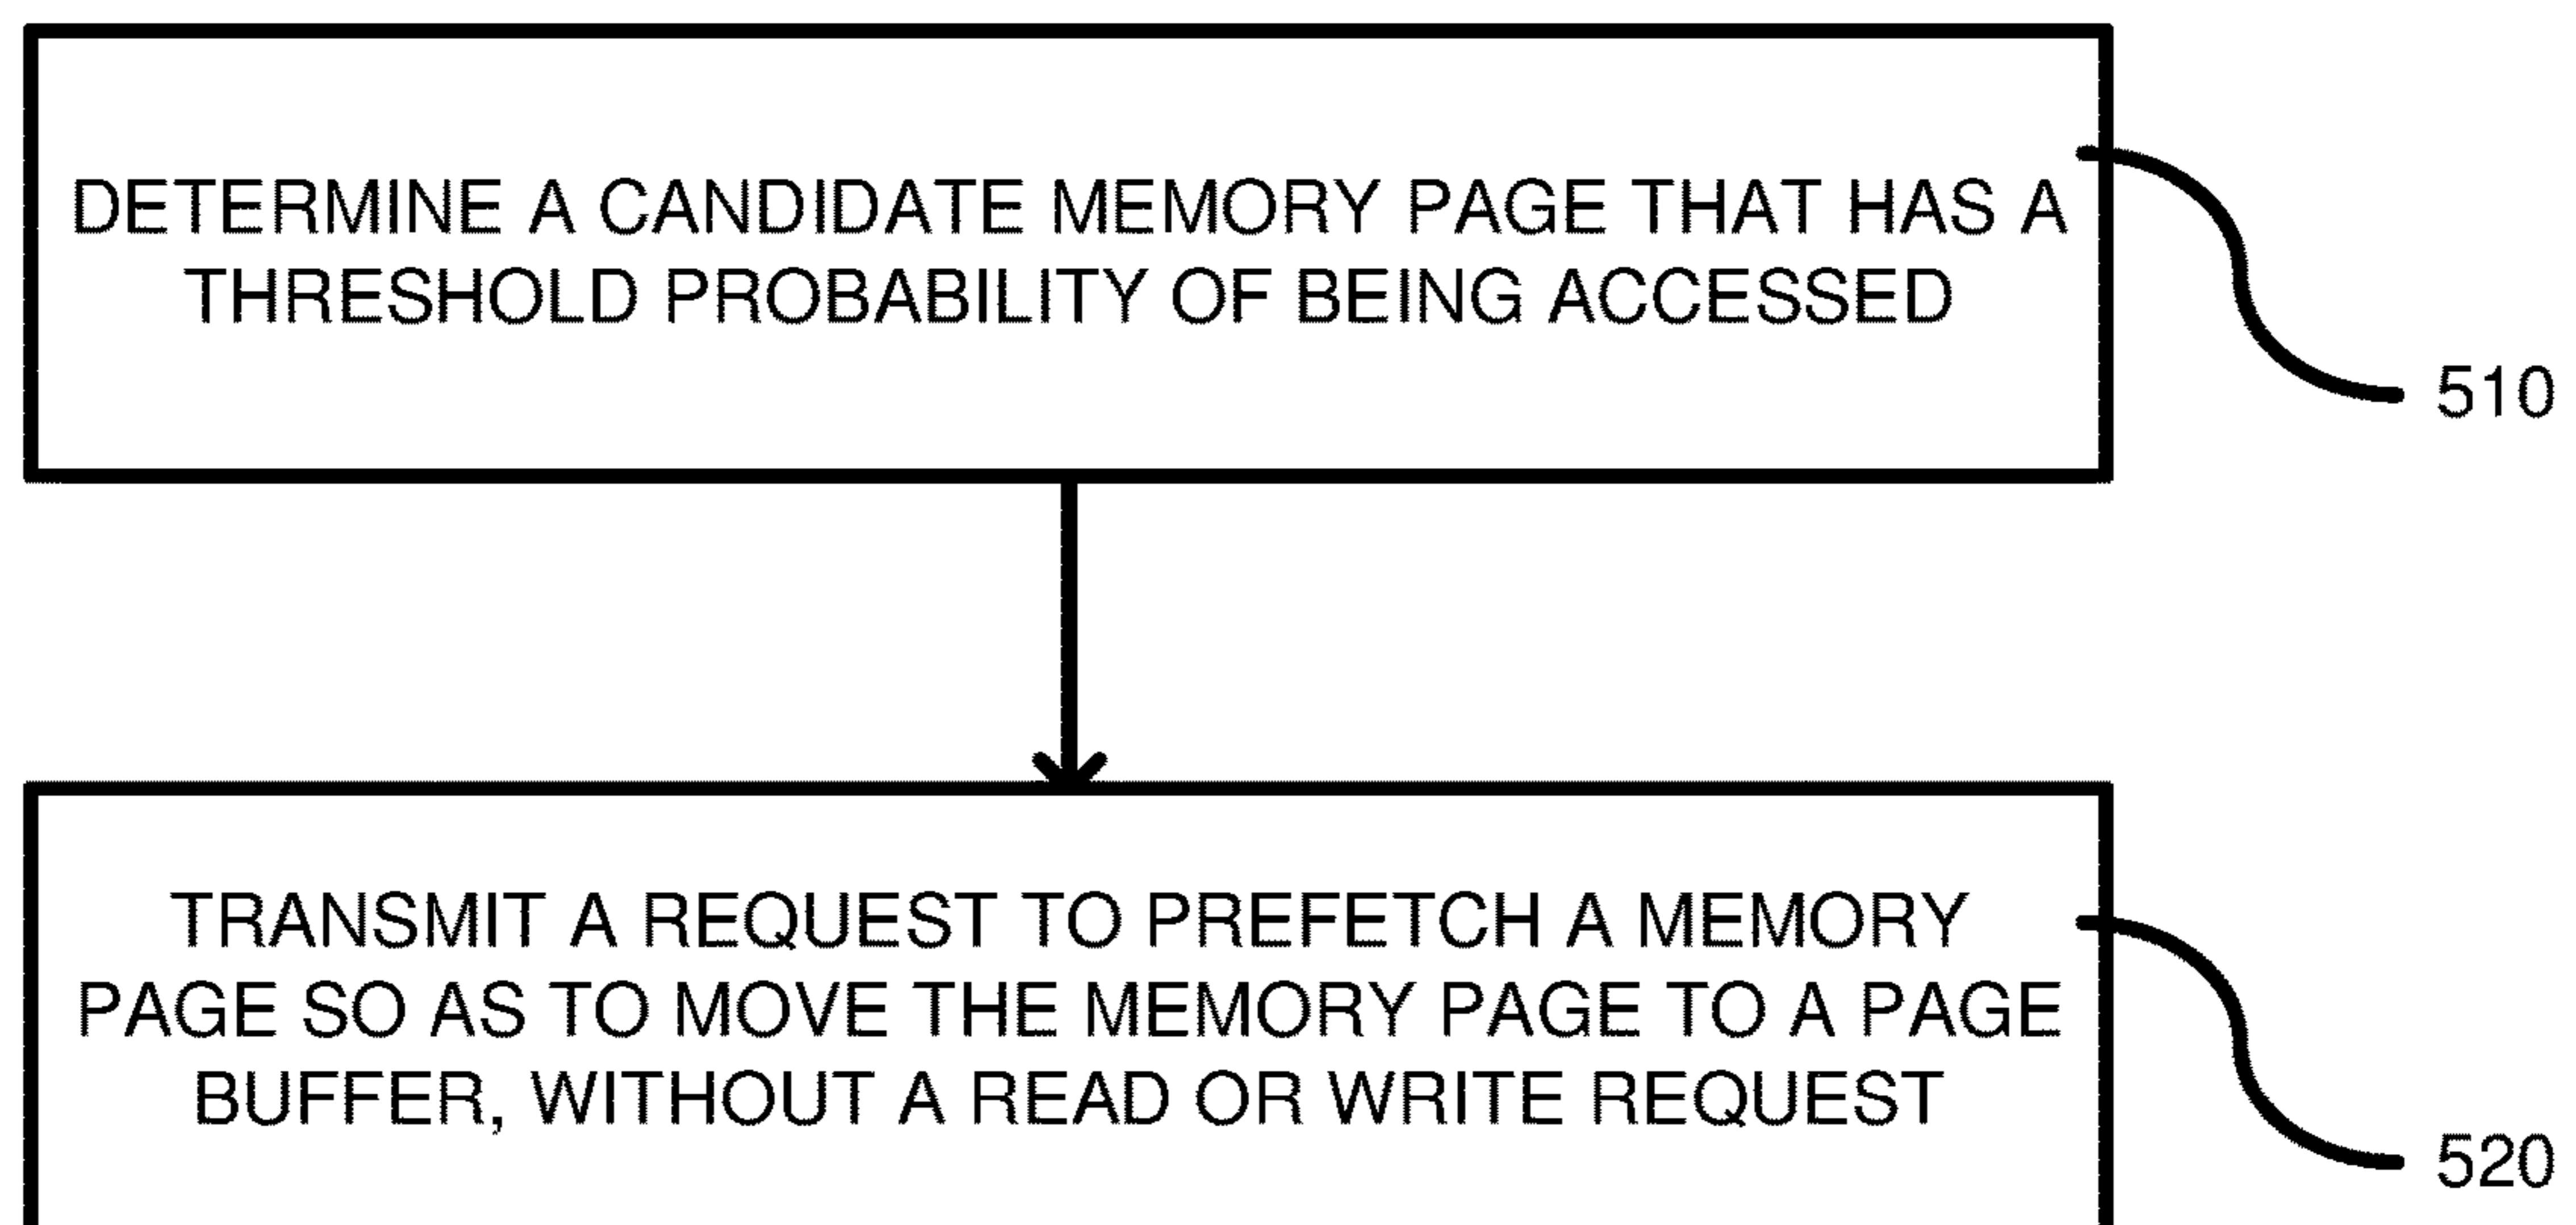 DETERMINE A CANDIDATE MEMORY PAGE THAT HAS A
THRESHOLD PROBABILITY OF BEING ACCESSED
510
TRANSMIT A REQUEST TO PREFETCH A MEMORY
PAGE SO AS TO MOVE THE MEMORY PAGE TO A PAGE
BUFFER, WITHOUT A READ OR WRITE REQUEST
520